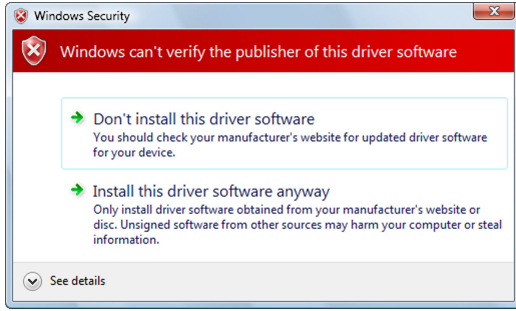 Windows Security
Windows can't verify the publisher of this driver software
Don't install this driver software
You should check your manufacturer's website for updated driver software
for your device.
Install this driver software anyway
Only install driver software obtained from your manufacturer's website or
disc. Unsigned software from other sources may harm your computer or steal
information.
See details